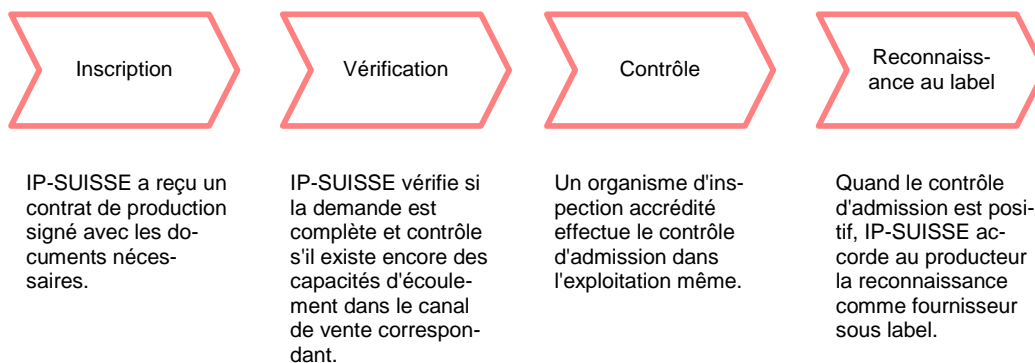 Inscription
Vérification
Contrôle
Reconnaiss-
ance au label
IP-SUISSE a reçu un
contrat de production
signé avec les do-
cuments néces-
saires.
IP-SUISSE vérifie si
la demande est
complète et contrôle
s'il existe encore des
capacités d'écoule-
ment dans le canal
de vente correspon-
dant.
Un organisme d'ins-
pection accrédité
effectue le contrôle
d'admission dans
l'exploitation même.
Quand le contrôle
d'admission est posi-
tif, IP-SUISSE ac-
corde au producteur
la reconnaissance
comme fournisseur
sous label.